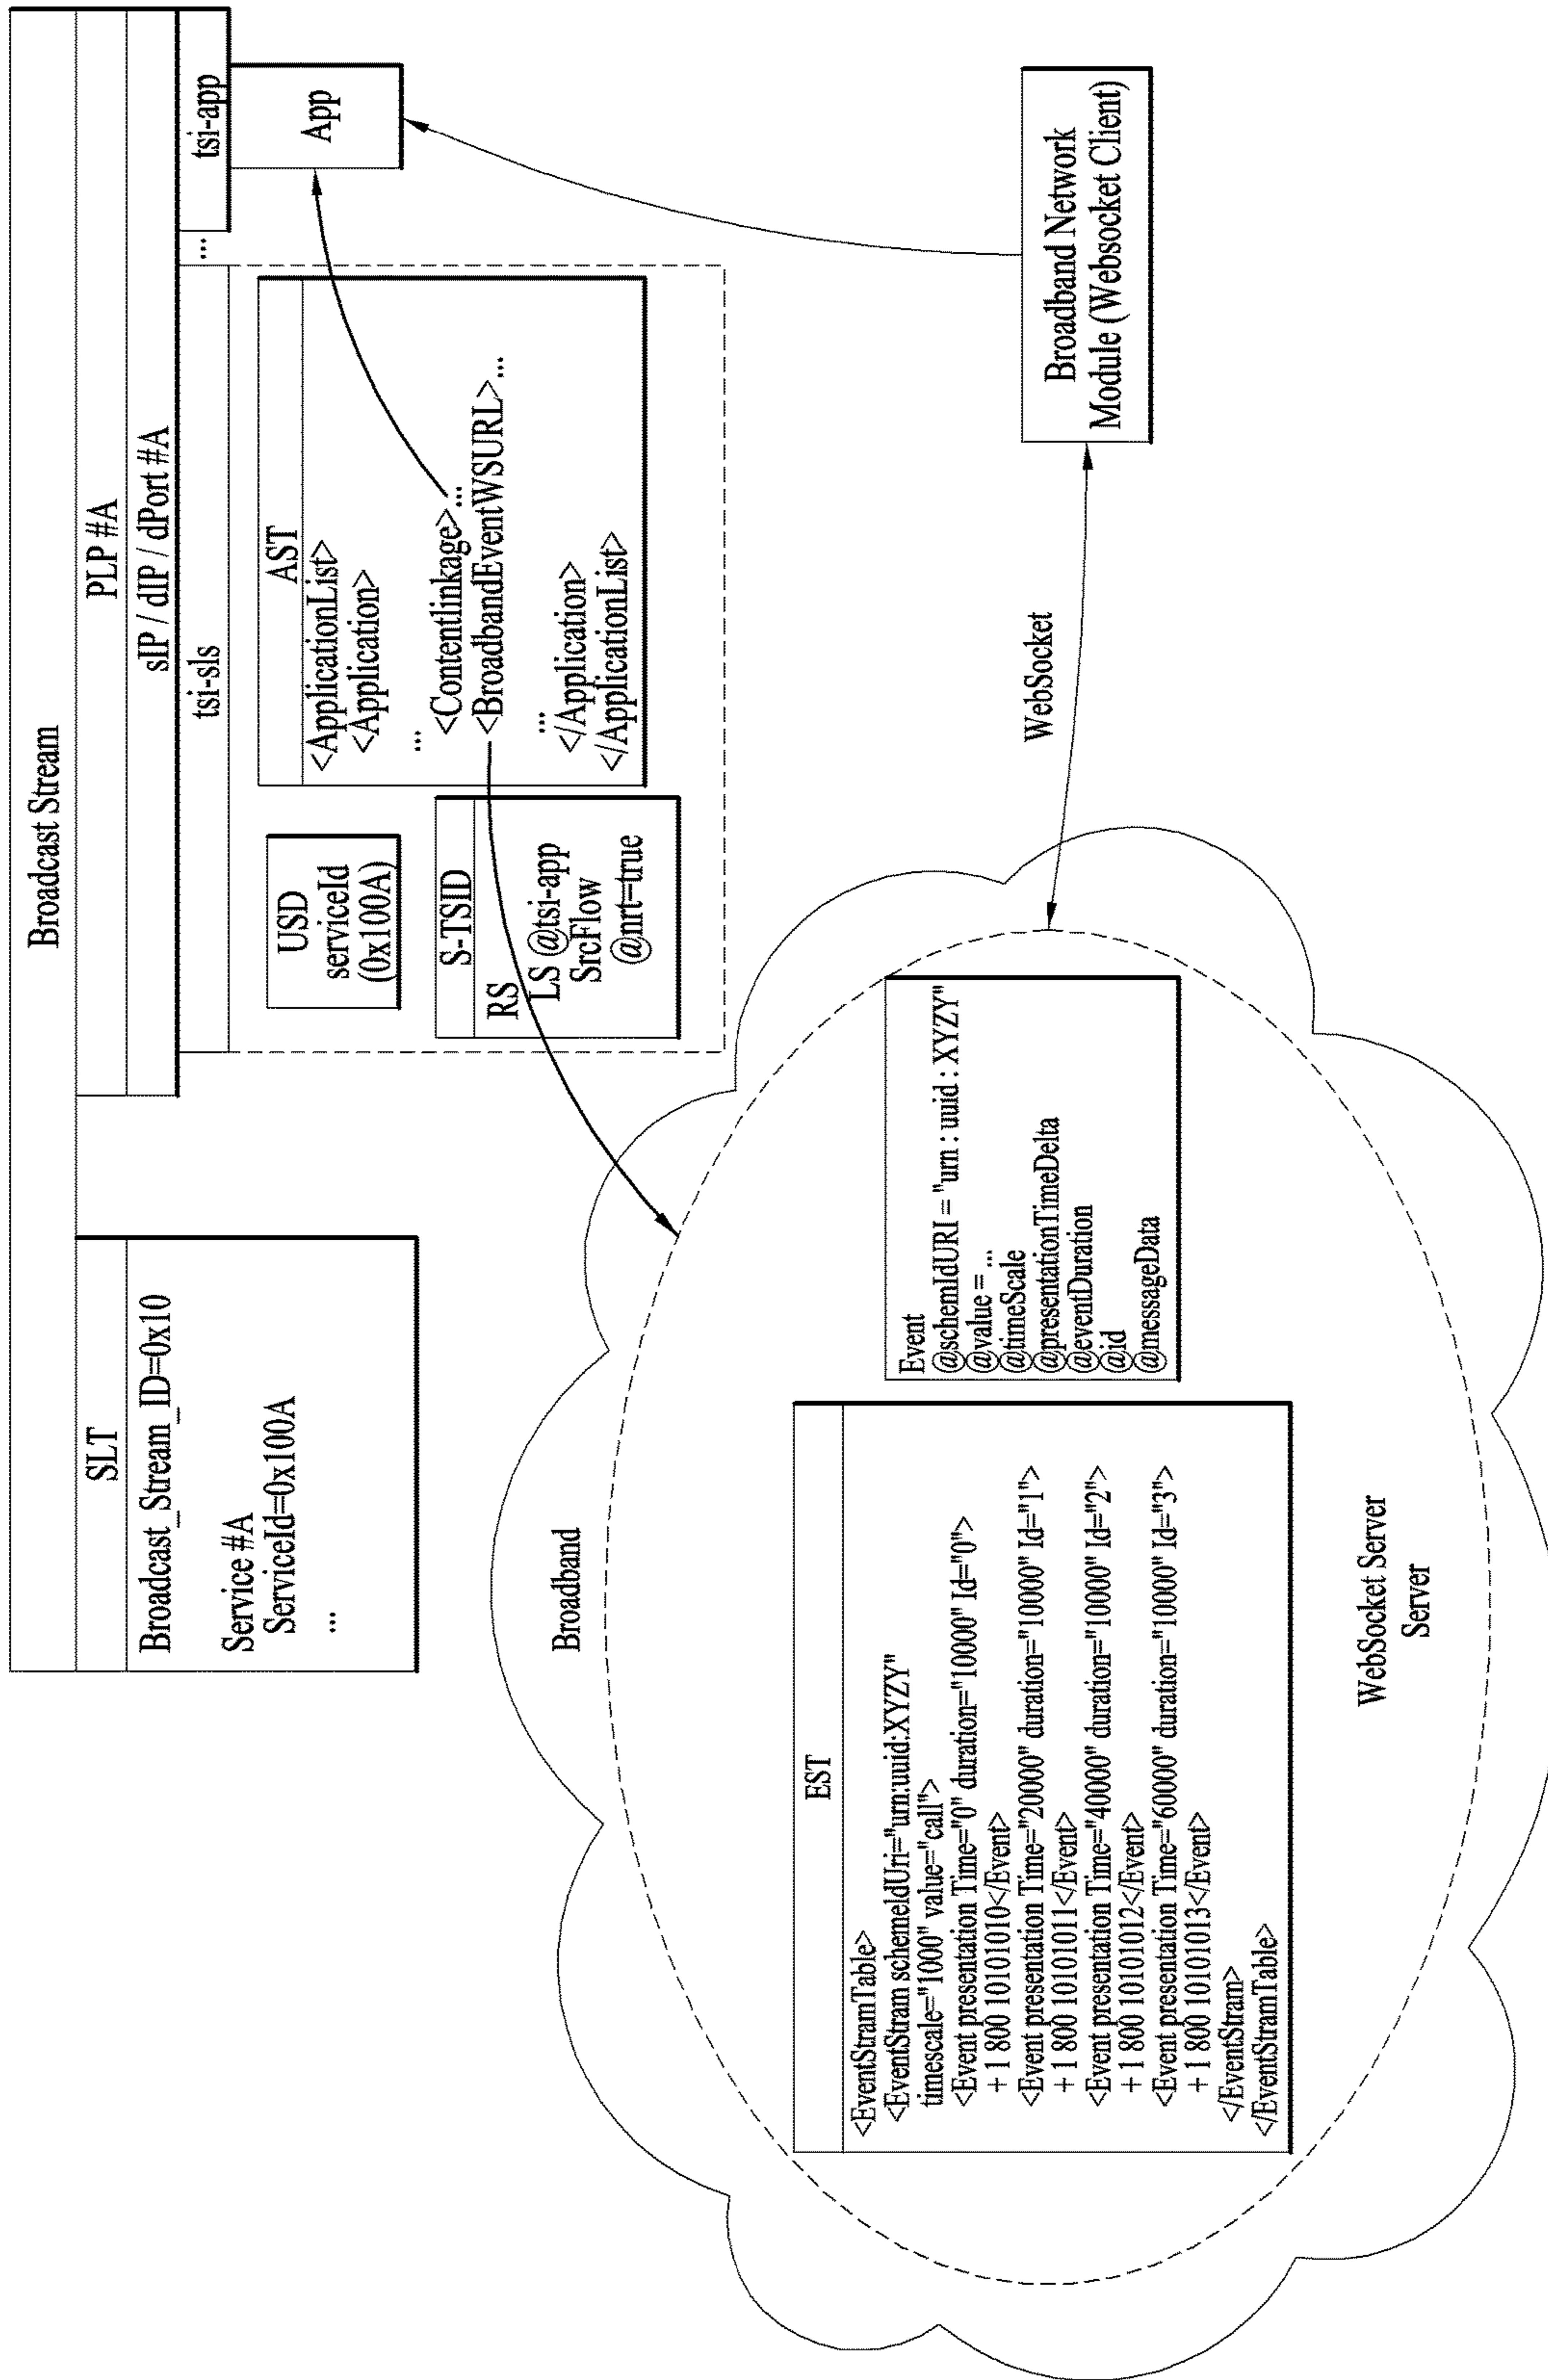 Broadcast Stream
SLT
Broadcast_Stream_ID=0x10
Service #A
ServiceId=0x100A
...
PLP #A
sIP / dIP / dPort #A
tsi-sls
...
tsi-app
USD
serviceId
(0x100A)
S-TSID
RS
LS @tsi-app
SrcFlow
@nrt=true
AST
<ApplicationList>
<Application>
...
<Contentlinkage>...
<BroadbandEventWSURL>...
...
</Application>
</ApplicationList>
App
Broadband
EST
<EventStramTable>
<EventStram schemeIdUri="urn:uuid:XYZY"
timescale="1000" value="call">
<Event presentation Time="0" duration="10000" Id="0">
+ 1 800 10101010</Event>
<Event presentation Time="20000" duration="10000" Id="1">
+ 1 800 10101011</Event>
<Event presentation Time="40000" duration="10000" Id="2">
+ 1 800 10101012</Event>
<Event presentation Time="60000" duration="10000" Id="3">
+ 1 800 10101013</Event>
</EventStram>
</EventStramTable>
Event
@schemIdURI = "urn : uuid : XYZY"
@value = ...
@timeScale
@presentationTimeDelta
@eventDuration
@id
@messageData
WebSocket Server
Server
WebSocket
Broadband Network
Module (Websocket Client)